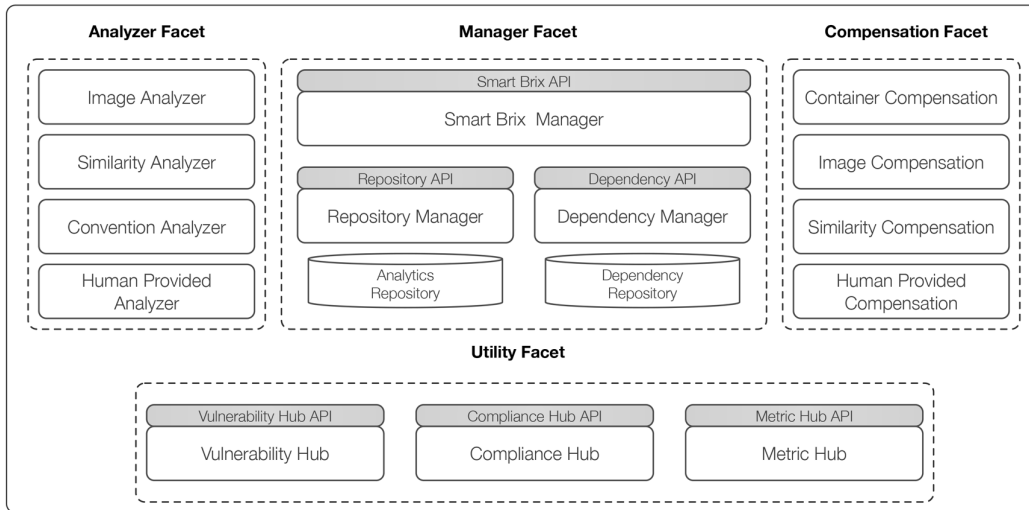 Analyzer Facet
Image Analyzer
Similarity Analyzer
Convention Analyzer
Human Provided
Analyzer
Manager Facet
Smart Brix API
Smart Brix Manager
Repository API
Repository Manager
Analytics
Repository
Dependency API
Dependency Manager
Dependency
Repository
Compensation Facet
Container Compensation
Image Compensation
Similarity Compensation
Human Provided
Compensation
Utility Facet
Vulnerability Hub API
Vulnerability Hub
Compliance Hub API
Compliance Hub
Metric Hub API
Metric Hub